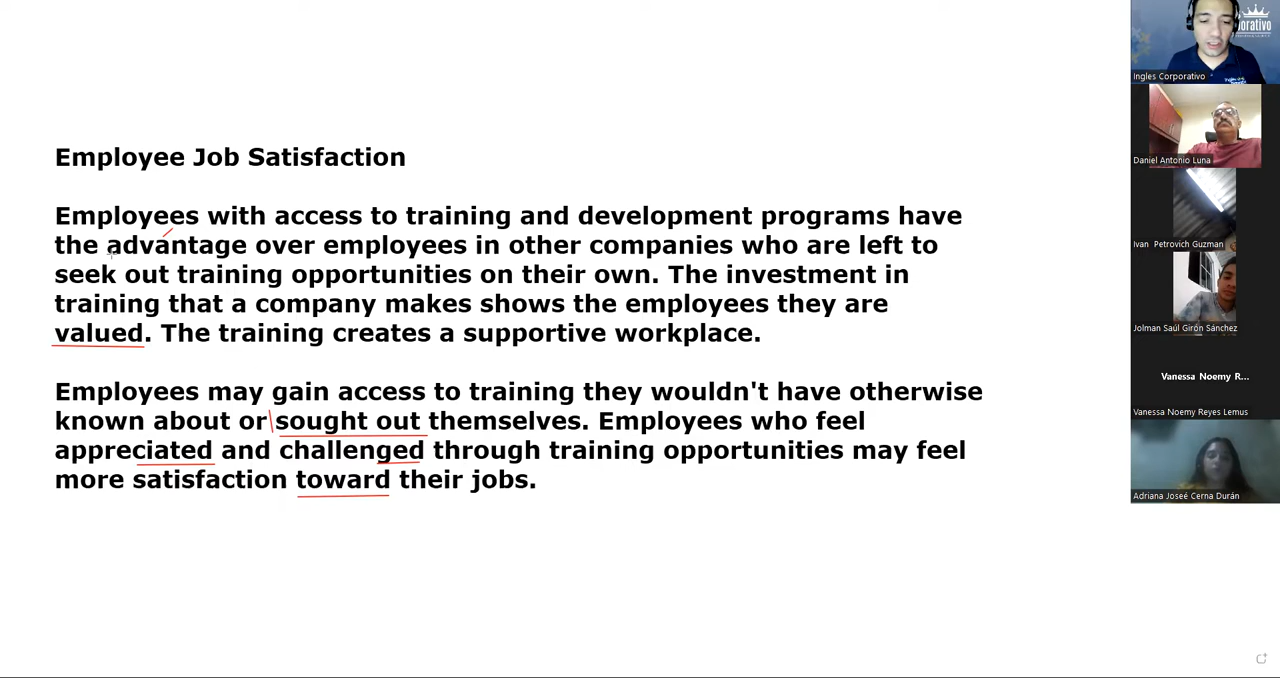 Employee Job Satisfaction
Employees with access to training and development programs have
the advantage over employees in other companies who are left to
seek out training opportunities on their own. The investment in
training that a company makes shows the employees they are
valued. The training creates a supportive workplace.
Employees may gain access to training they wouldn't have otherwise
known about or sought out themselves. Employees who feel
appreciated and challenged through training opportunities may feel
more satisfaction toward their jobs.
orativo
Ingles Corporativo
Daniel Antonio Luna
Ivan Petrovich Guzman
Jolman Saúl Girón Sánchez
Vanessa Noemy R...
Vanessa Noemy Reyes Lemus
Adriana Joseé Cerna Durán